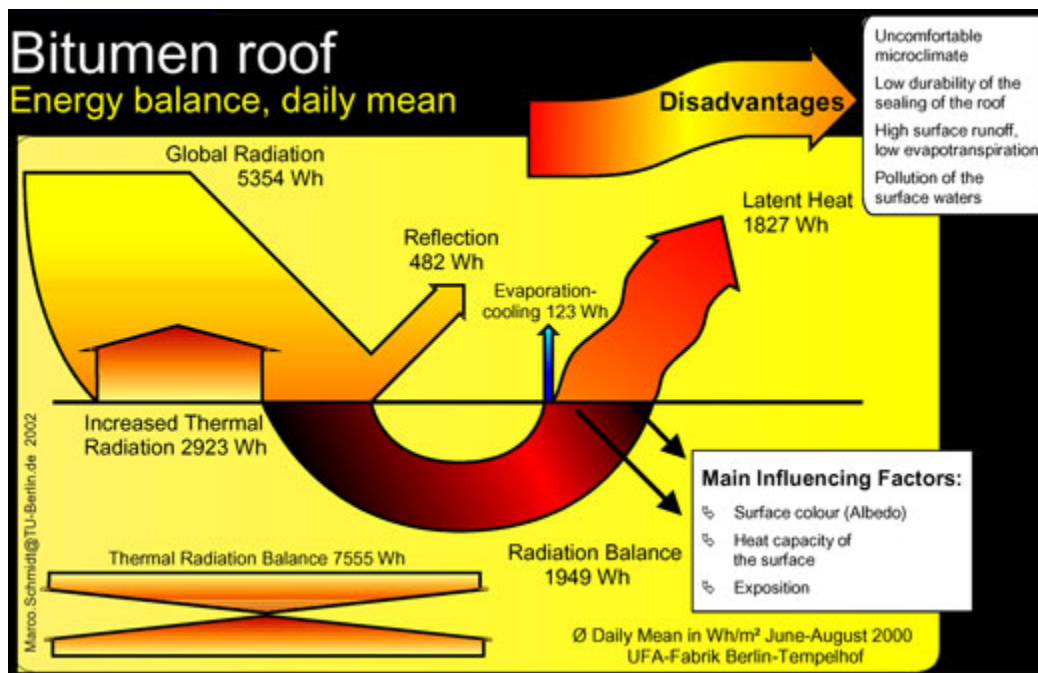 Bitumen roof
Energy balance, daily mean
Disadvantages
Uncomfortable
microclimate
Low durability of the
sealing of the roof
High surface runoff,
low evapotranspiration
Pollution of the
surface waters
Global Radiation
5354 Wh
Reflection
482 Wh
Evaporation-
cooling 123 Wh
Latent Heat
1827 Wh
Increased Thermal
Radiation 2923 Wh
Radiation Balance
1949 Wh
Main Influencing Factors:
Surface colour (Albedo)
Heat capacity of
the surface
Exposition
Thermal Radiation Balance 7555 Wh
Ø Daily Mean in Wh/m² June-August 2000
UFA-Fabrik Berlin-Tempelhof
Marco.Schmidt@TU-Berlin.de 2002